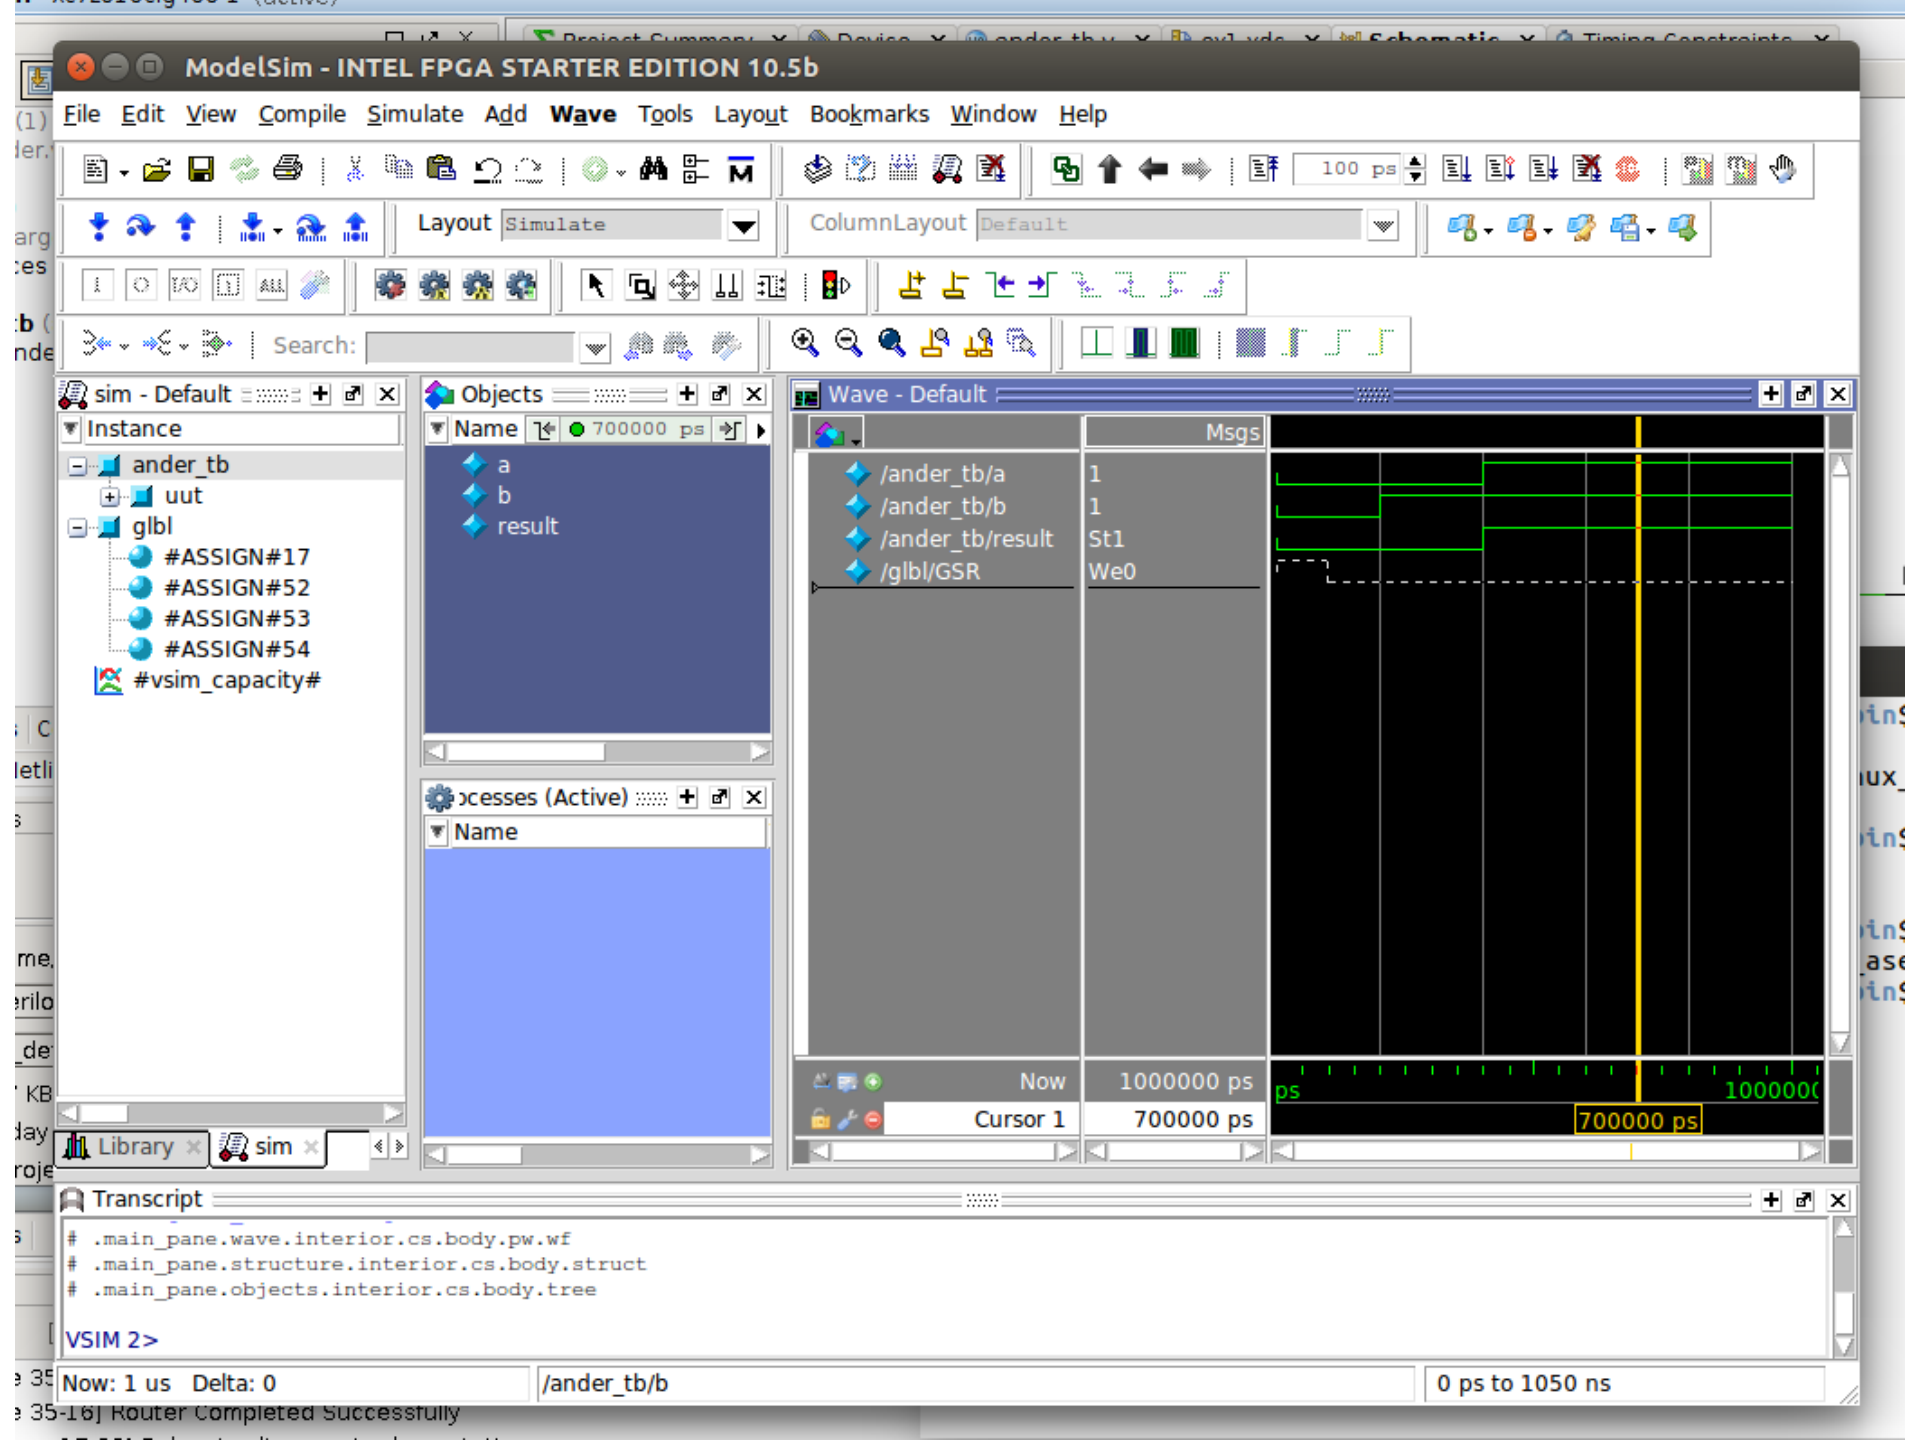 ModelSim - INTEL FPGA STARTER EDITION 10.5b
File Edit View Compile Simulate Add Wave Tools Layout Bookmarks Window Help
100 ps
Layout Simulate
ColumnLayout Default
Search:
sim - Default
Instance
ander_tb
uut
glbl
#ASSIGN#17
#ASSIGN#52
#ASSIGN#53
#ASSIGN#54
#vsim_capacity#
Library
sim
Objects
Name 700000 ps
a
b
result
ocesses (Active)
Name
Wave - Default
Msgs
/ander_tb/a 1
/ander_tb/b 1
/ander_tb/result St1
/glbl/GSR We0
Now 1000000 ps
Cursor 1 700000 ps
ps
1000000
700000 ps
Transcript
# .main_pane.wave.interior.cs.body.pw.wf
# .main_pane.structure.interior.cs.body.struct
# .main_pane.objects.interior.cs.body.tree
VSIM 2>
Now: 1 us Delta: 0
/ander_tb/b
0 ps to 1050 ns
35-16] Router Completed Successfully